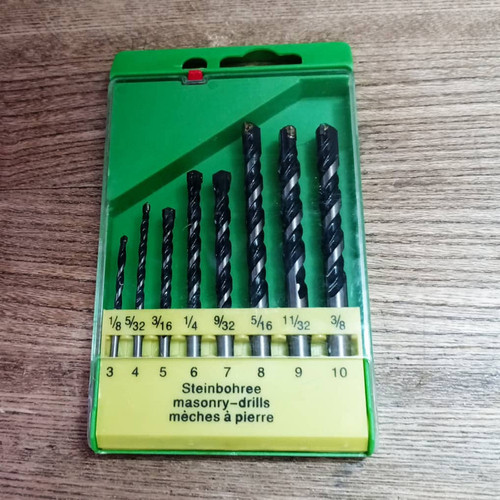 1/8 5/32 3/16 1/4 9/32 5/16 11/32 3/8
3 4 5 6 7 8 9 10
Steinbohree
masonry-drills
mèches à pierre